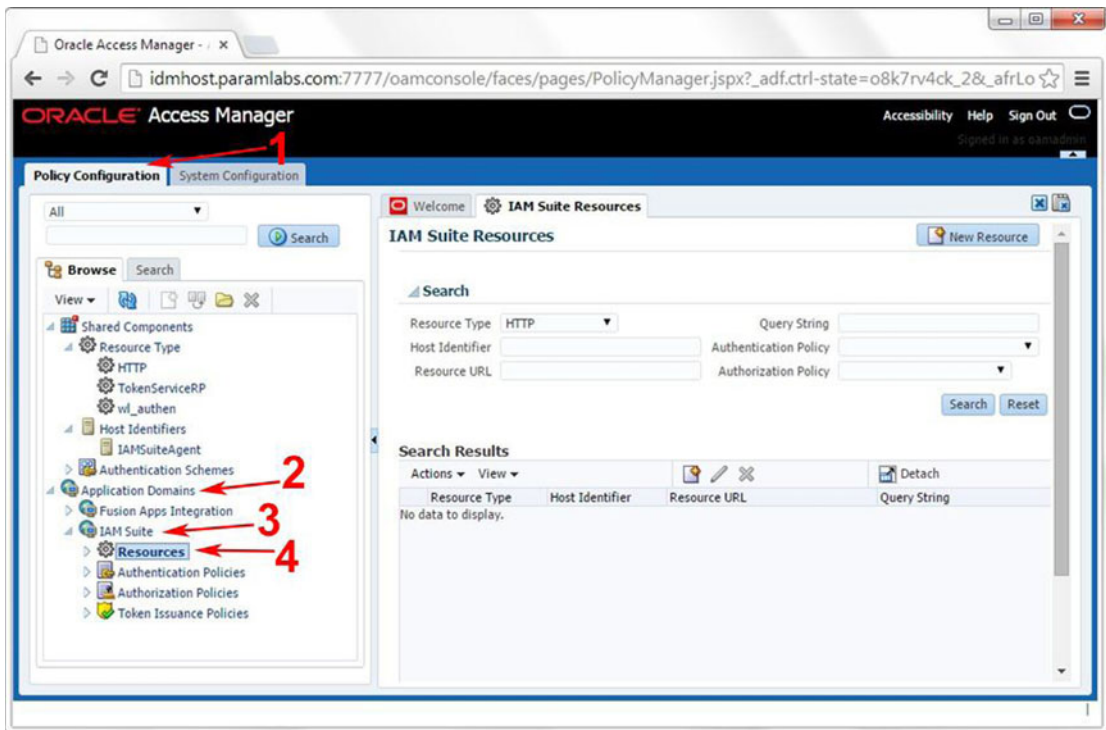 Oracle Access Manager - /
idmhost.paramlabs.com:7777/oamconsole/faces/pages/PolicyManager.jspx?_adf.ctrl-state=o8k7rv4ck_2&_afrLo
ORACLE Access Manager
Accessibility Help Sign Out
Signed in as oamadmin
1
Policy Configuration System Configuration
All
Search
Browse Search
View
Shared Components
Resource Type
HTTP
TokenServiceRP
wl_authen
Host Identifiers
IAMSuiteAgent
Authentication Schemes
2
Application Domains
Fusion Apps Integration
3
IAM Suite
Resources
4
Authentication Policies
Authorization Policies
Token Issuance Policies
Welcome IAM Suite Resources
IAM Suite Resources New Resource
Search
Resource Type HTTP Query String
Host Identifier Authentication Policy
Resource URL Authorization Policy
Search Reset
Search Results
Actions View Detach
Resource Type Host Identifier Resource URL Query String
No data to display.